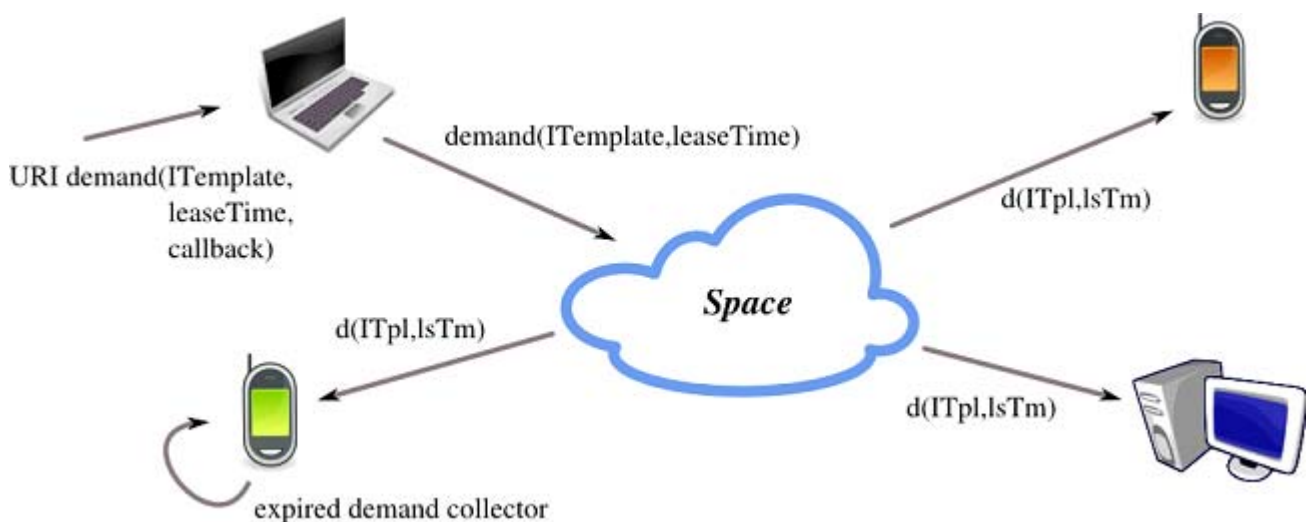 demand(ITemplate,leaseTime)
URI demand(ITemplate,
leaseTime,
callback)
d(ITpl,lsTm)
Space
d(ITpl,lsTm)
d(ITpl,lsTm)
expired demand collector